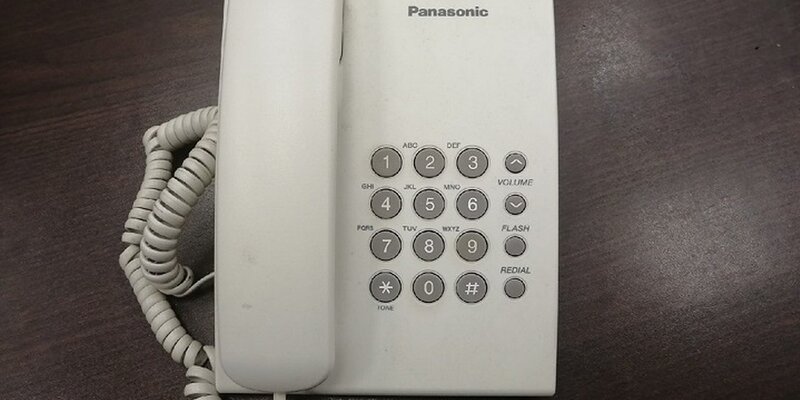 Panasonic
ABC DEF
1 2 3
VOLUME
GHI JKL MNO
4 5 6
PQRS TUV WXYZ FLASH
7 8 9
REDIAL
* 0 #
TONE